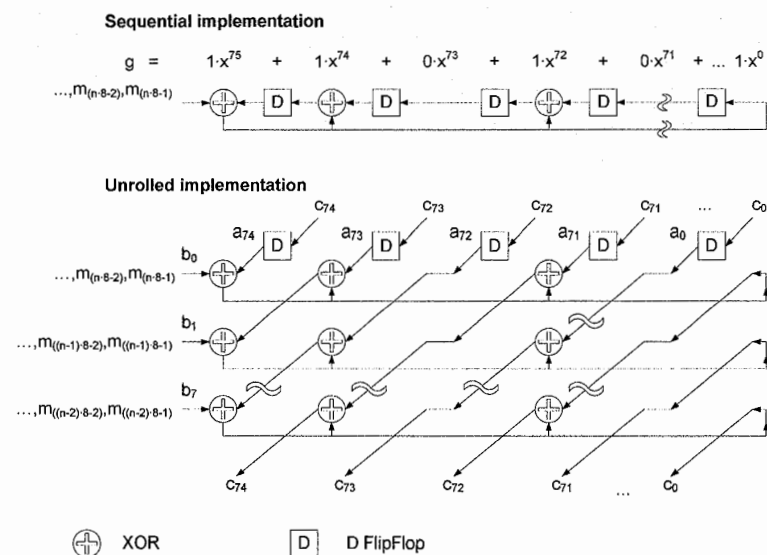 Sequential implementation
g = 1·x^75 + 1·x^74 + 0·x^73 + 1·x^72 + 0·x^71 + ... 1·x^0
...,m(n·8-2),m(n·8-1) D D D D D
Unrolled implementation
c74 c73 c72 c71 ... c0
a74 D a73 D a72 D a71 D a0 D
b0
...,m(n·8-2),m(n·8-1)
b1
...,m((n-1)·8-2),m((n-1)·8-1)
b7
...,m((n-2)·8-2),m((n-2)·8-1)
c74 c73 c72 c71 ... c0
XOR D D FlipFlop